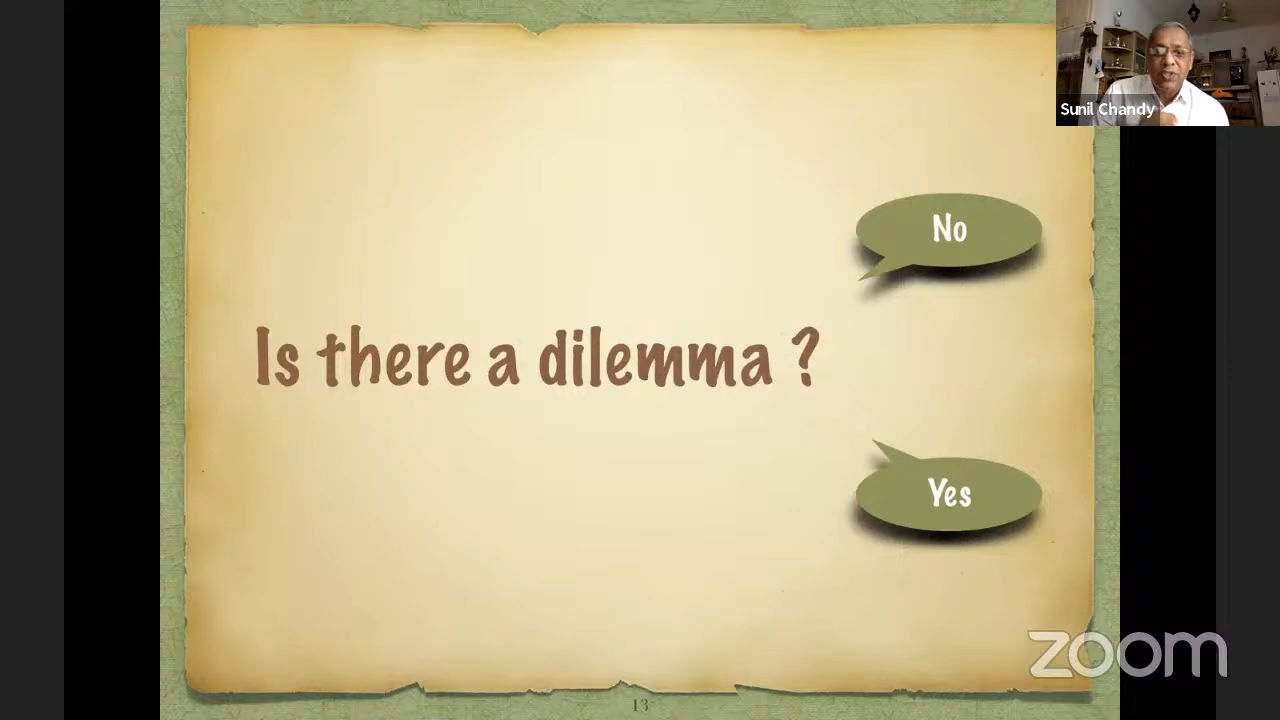 Sunil Chandy
No
Is there a dilemma ?
Yes
zoom
13